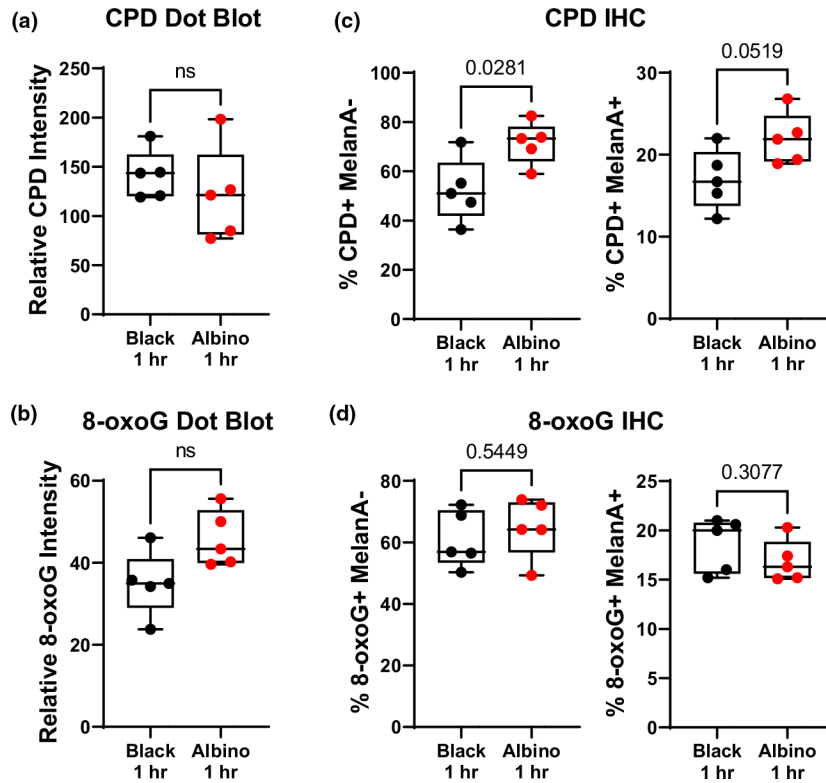 (a)
CPD Dot Blot
Relative CPD Intensity
250
200
150
100
50
0
ns
Black
1 hr
Albino
1 hr
(c)
CPD IHC
% CPD+ MelanA-
100
80
60
40
20
0
0.0281
Black
1 hr
Albino
1 hr
% CPD+ MelanA+
30
20
10
0
0.0519
Black
1 hr
Albino
1 hr
(b)
8-oxoG Dot Blot
Relative 8-oxoG Intensity
60
40
20
0
ns
Black
1 hr
Albino
1 hr
(d)
8-oxoG IHC
% 8-oxoG+ MelanA-
80
60
40
20
0
0.5449
Black
1 hr
Albino
1 hr
% 8-oxoG+ MelanA+
25
20
15
10
5
0
0.3077
Black
1 hr
Albino
1 hr